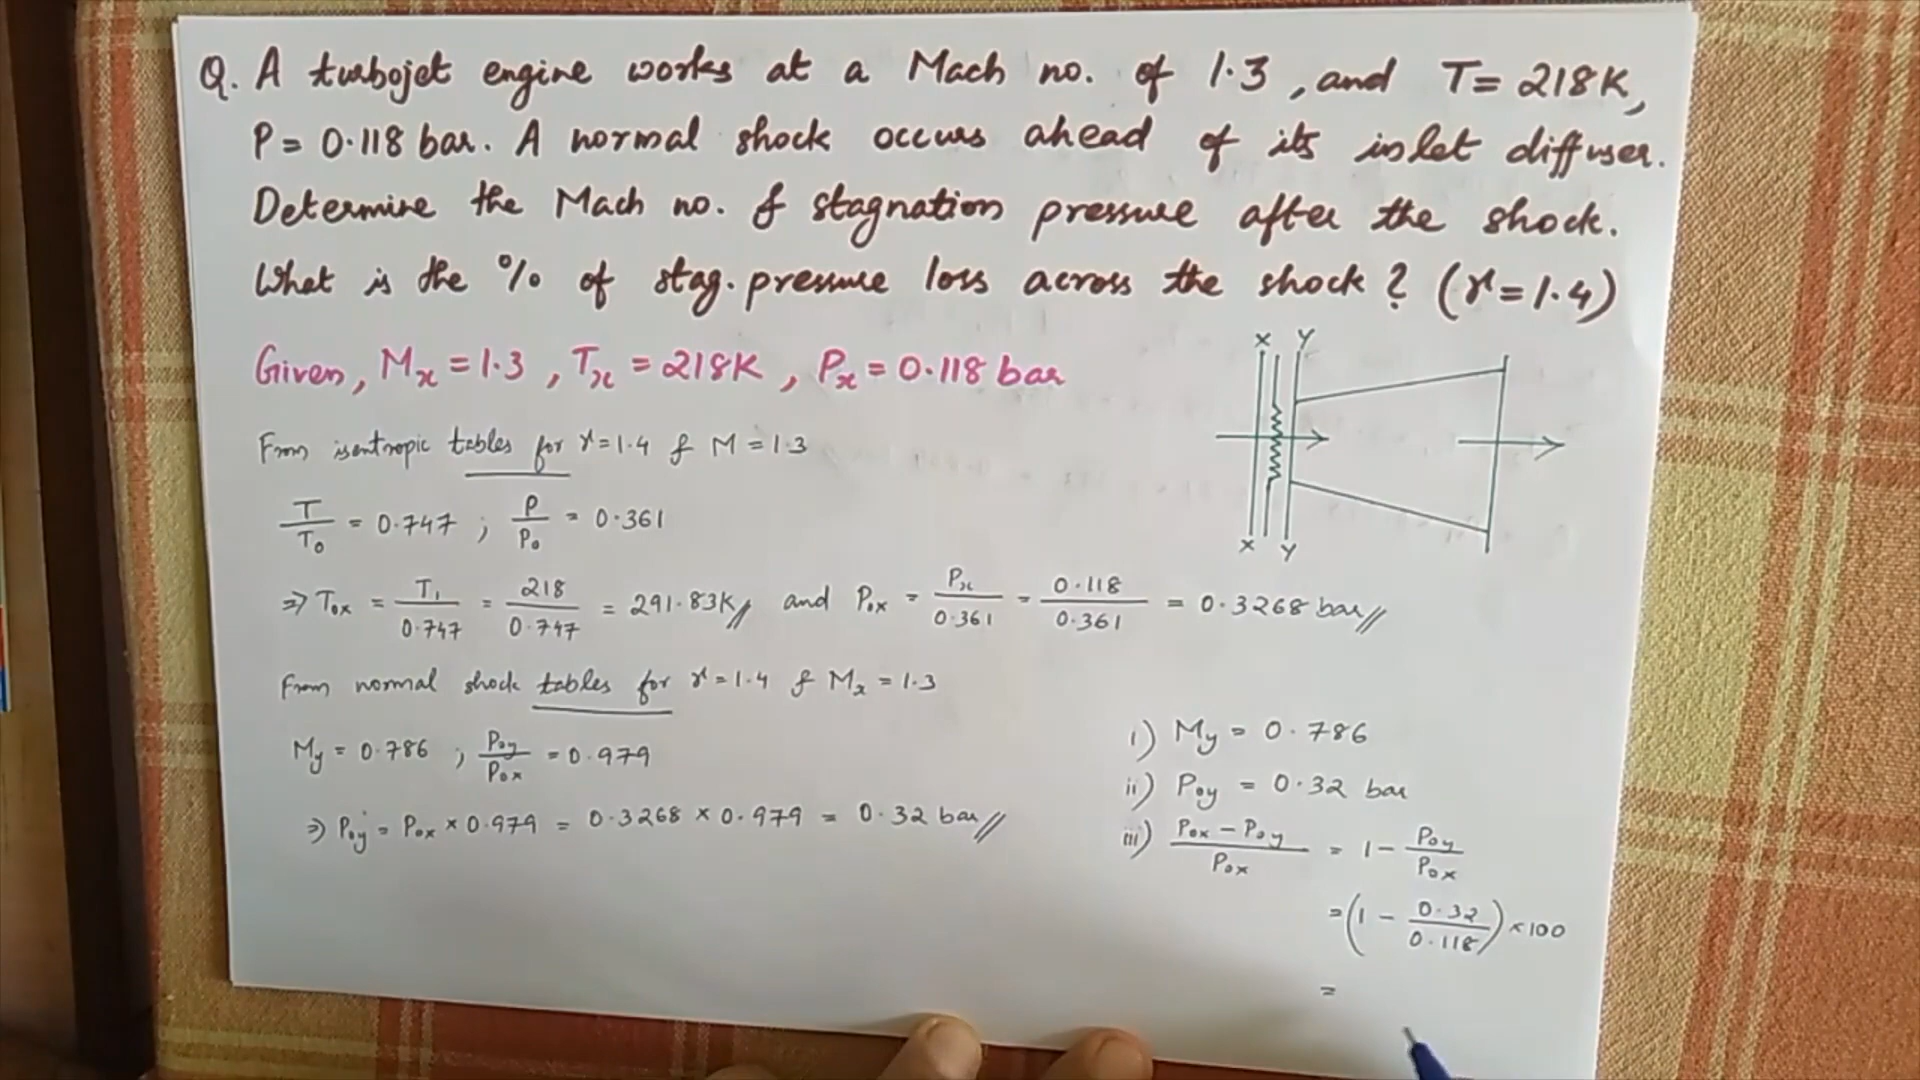 Q. A turbojet engine works at a Mach no. of 1.3, and T = 218K,
P = 0.118 bar. A normal shock occurs ahead of its inlet diffuser.
Determine the Mach no. & stagnation pressure after the shock.
What is the % of stag. pressure loss across the shock? (γ = 1.4)
Given, Mx = 1.3, Tx = 218K, Px = 0.118 bar
X Y
X Y
From isentropic tables for γ = 1.4 & M = 1.3
T/T0 = 0.747 ; P/P0 = 0.361
⇒ Tox = T1/0.747 = 218/0.747 = 291.83K// and Pox = Px/0.361 = 0.118/0.361 = 0.3268 bar//
From normal shock tables for γ = 1.4 & Mx = 1.3
My = 0.786 ; Poy/Pox = 0.979
⇒ Poy = Pox × 0.979 = 0.3268 × 0.979 = 0.32 bar//
i) My = 0.786
ii) Poy = 0.32 bar
iii) (Pox − Poy)/Pox = 1 − Poy/Pox
= (1 − 0.32/0.118) × 100
=